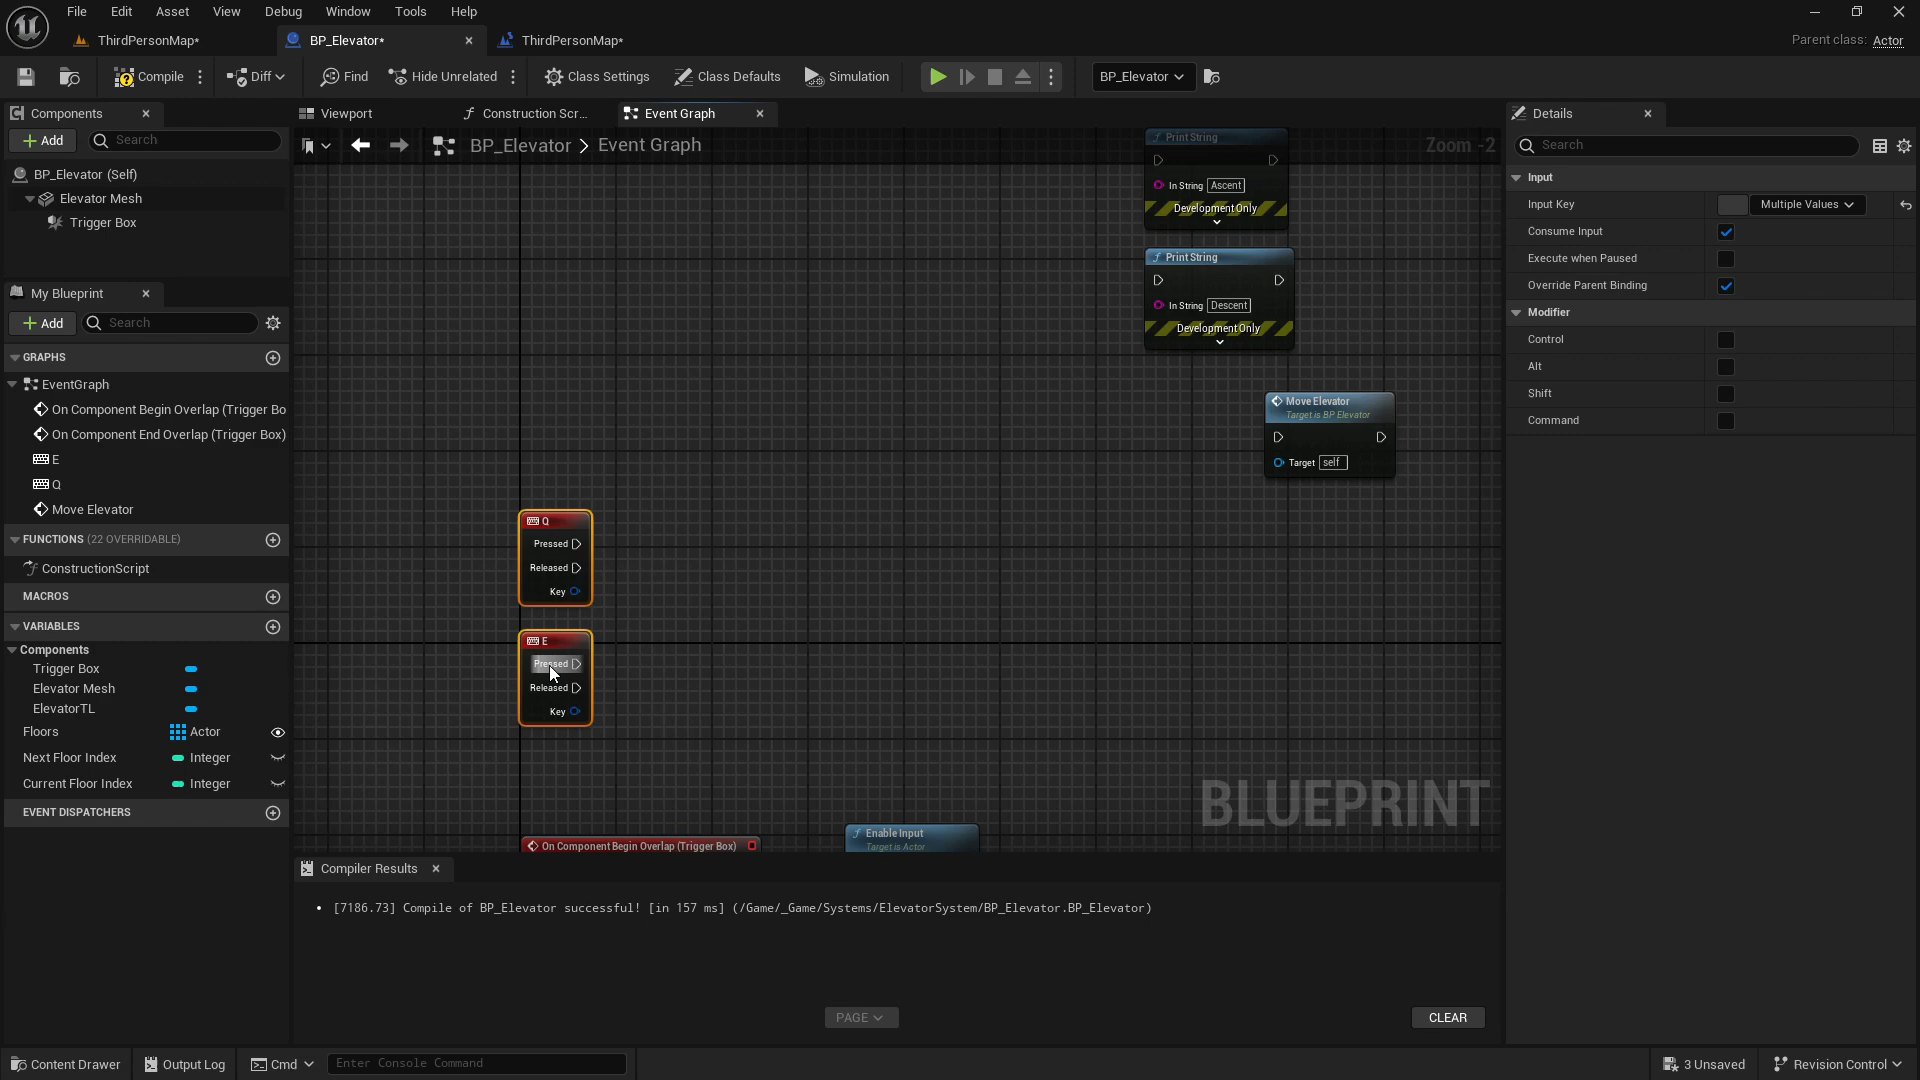 File Edit Asset View Debug Window Tools Help
ThirdPersonMap* BP_Elevator* ThirdPersonMap* Parent class: Actor
Compile Diff Find Hide Unrelated Class Settings Class Defaults Simulation BP_Elevator
Components Viewport Construction Scr... Event Graph Details
Add Search BP_Elevator > Event Graph Zoom -2 Search
BP_Elevator (Self)
Elevator Mesh
Trigger Box
My Blueprint
Add Search
GRAPHS
EventGraph
On Component Begin Overlap (Trigger Bo
On Component End Overlap (Trigger Box)
E
Q
Move Elevator
FUNCTIONS (22 OVERRIDABLE)
ConstructionScript
MACROS
VARIABLES
Components
Trigger Box
Elevator Mesh
ElevatorTL
Floors Actor
Next Floor Index Integer
Current Floor Index Integer
EVENT DISPATCHERS
Print String
In String Ascent
Development Only
Print String
In String Descent
Development Only
Move Elevator
Target is BP Elevator
Target self
Q
Pressed
Released
Key
E
Pressed
Released
Key
On Component Begin Overlap (Trigger Box)
Enable Input
Target is Actor
BLUEPRINT
Input
Input Key Multiple Values
Consume Input
Execute when Paused
Override Parent Binding
Modifier
Control
Alt
Shift
Command
Compiler Results
• [7186.73] Compile of BP_Elevator successful! [in 157 ms] (/Game/_Game/Systems/ElevatorSystem/BP_Elevator.BP_Elevator)
PAGE CLEAR
Content Drawer Output Log Cmd Enter Console Command 3 Unsaved Revision Control